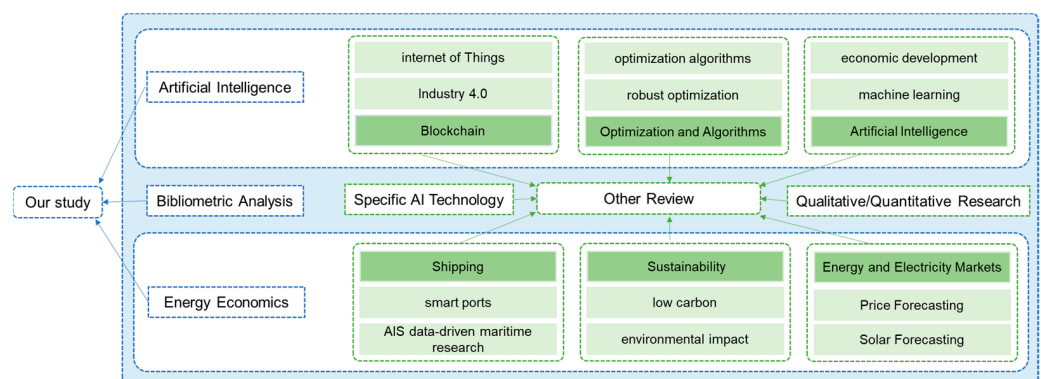 internet of Things
optimization algorithms
economic development
Artificial Intelligence
Industry 4.0
robust optimization
machine learning
Blockchain
Optimization and Algorithms
Artificial Intelligence
Our study
Bibliometric Analysis
Specific AI Technology
Other Review
Qualitative/Quantitative Research
Shipping
Sustainability
Energy and Electricity Markets
Energy Economics
smart ports
low carbon
Price Forecasting
AIS data-driven maritime
research
environmental impact
Solar Forecasting